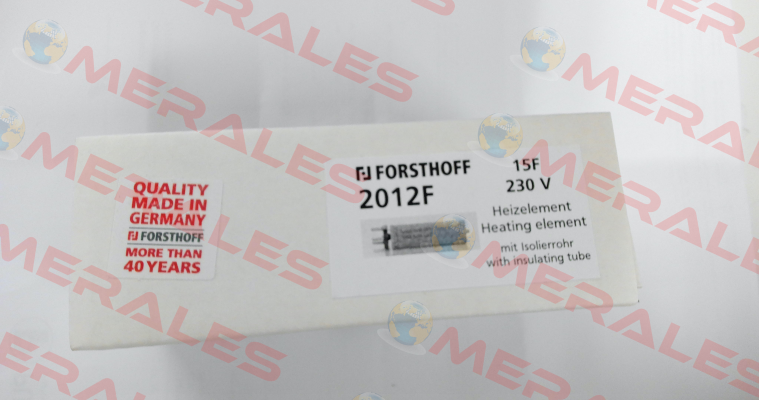 QUALITY
MADE IN
GERMANY
FORSTHOFF
MORE THAN
40 YEARS
FORSTHOFF
2012F
15F
230 V
Heizelement
Heating element
mit Isolierrohr
with insulating tube
MERALES
MERALES
MERALES
MERALES
MERALES
MERALES
MERALES